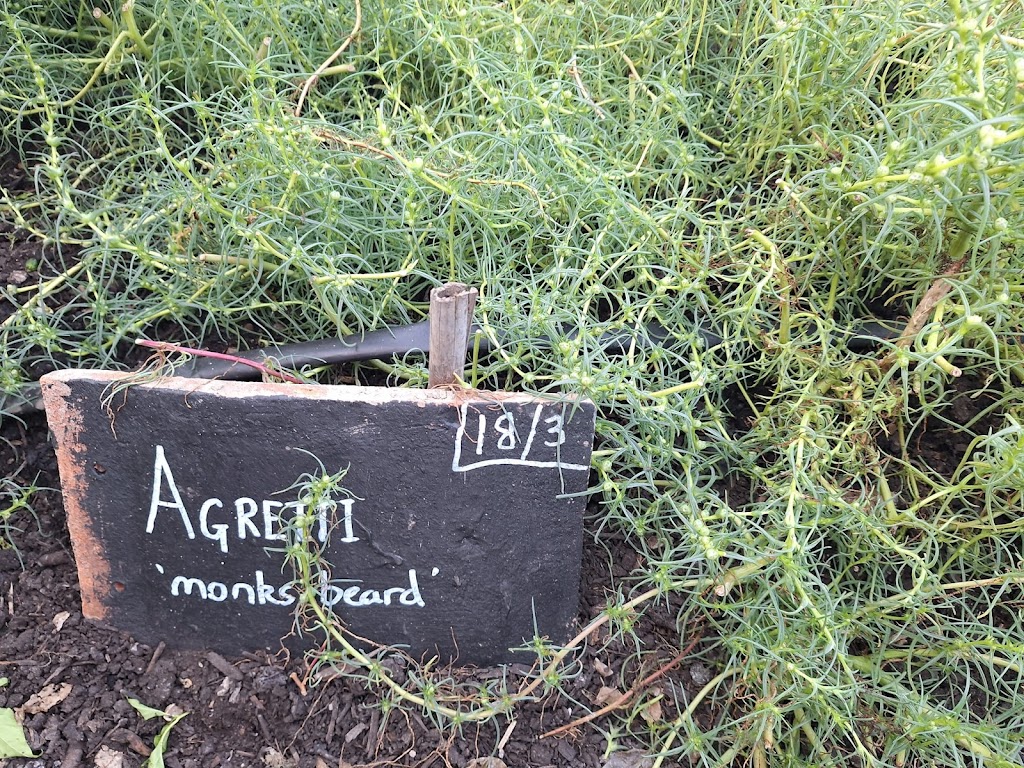 18/3
AGRETTI
'monks beard'